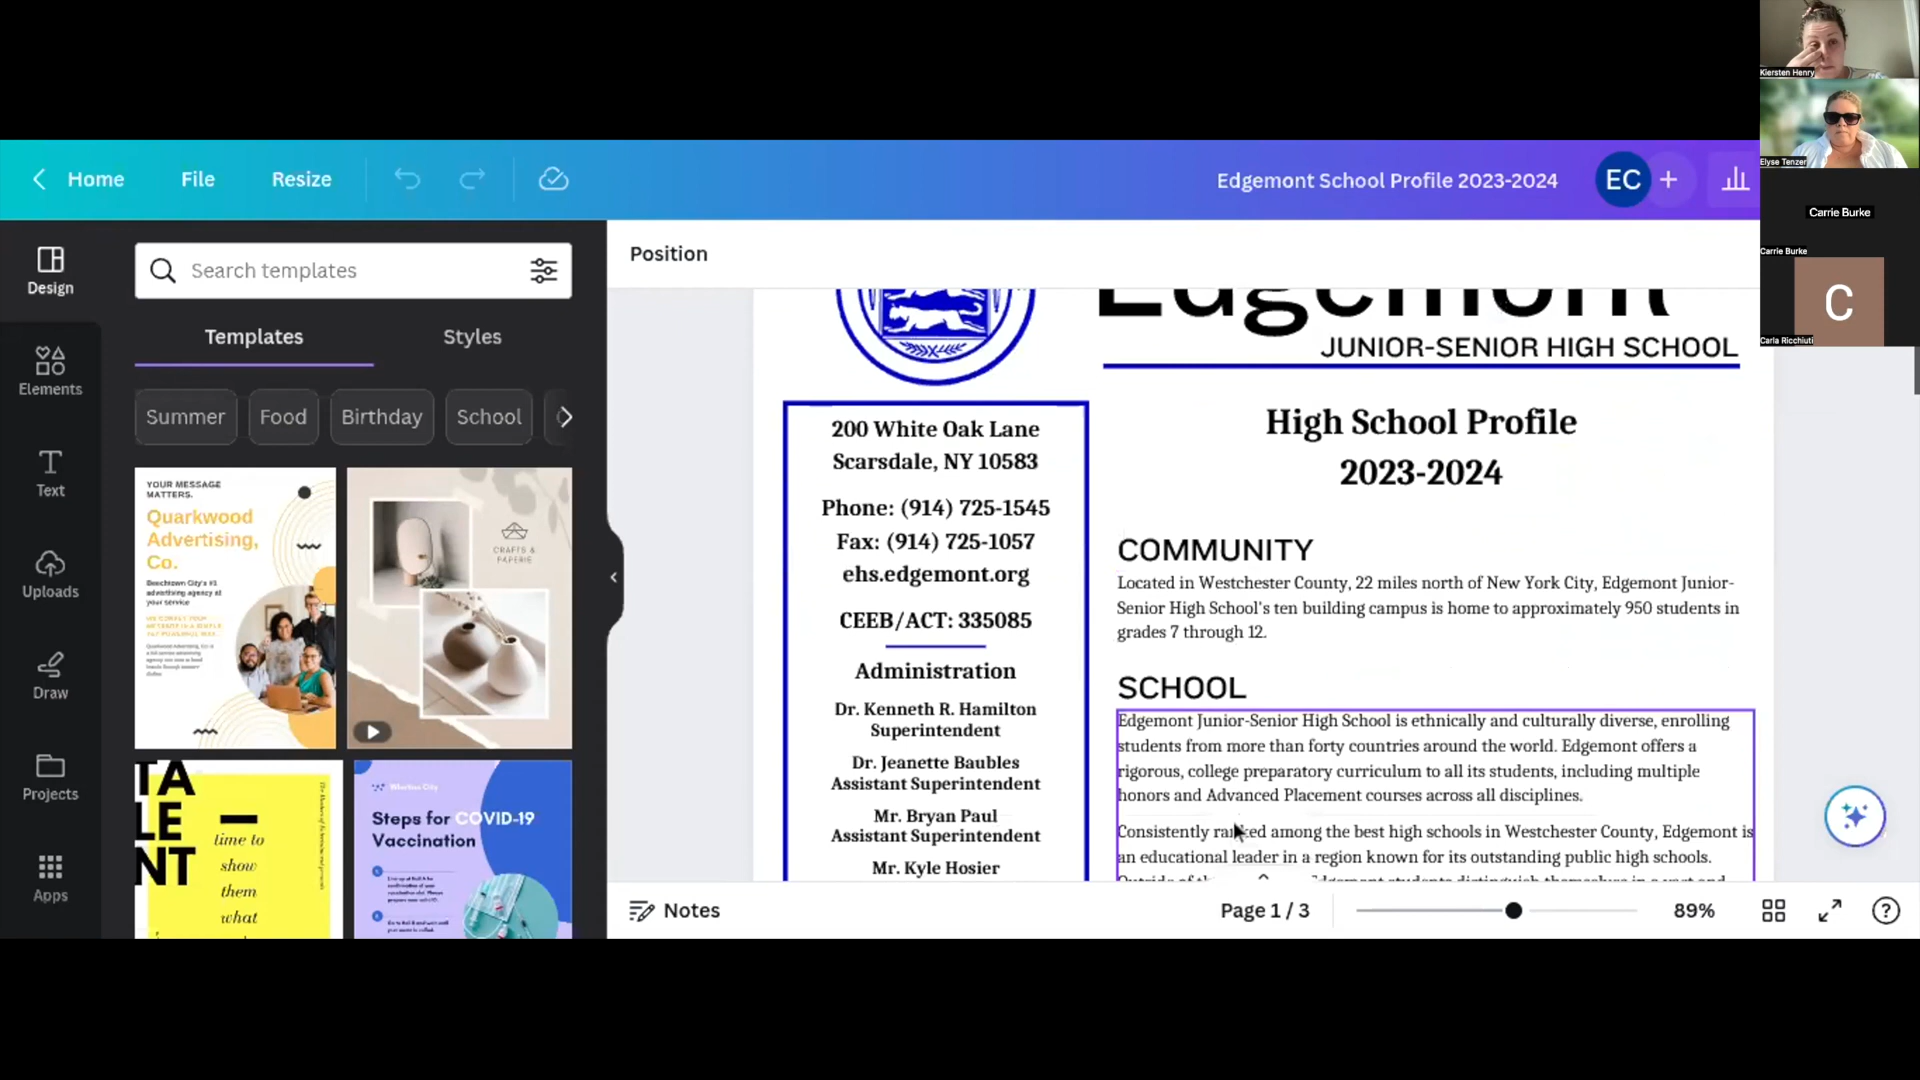 Home
File
Resize
Edgemont School Profile 2023-2024
EC
+
Kiersten Henry
Elyse Tenzer
Carrie Burke
Carrie Burke
C
Carla Ricchiuti
Design
Elements
Text
Uploads
Draw
Projects
Apps
Search templates
Templates
Styles
Summer
Food
Birthday
School
YOUR MESSAGE
MATTERS.
Quarkwood
Advertising,
Co.
Beechtown City's #1
advertising agency at
your service
CRAFTS &
PAPERIE
TA
LE
NT
time to
show
them
what
Steps for COVID-19
Vaccination
Position
Edgemont
JUNIOR-SENIOR HIGH SCHOOL
200 White Oak Lane
Scarsdale, NY 10583
Phone: (914) 725-1545
Fax: (914) 725-1057
ehs.edgemont.org
CEEB/ACT: 335085
Administration
Dr. Kenneth R. Hamilton
Superintendent
Dr. Jeanette Baubles
Assistant Superintendent
Mr. Bryan Paul
Assistant Superintendent
Mr. Kyle Hosier
High School Profile
2023-2024
COMMUNITY
Located in Westchester County, 22 miles north of New York City, Edgemont Junior-
Senior High School's ten building campus is home to approximately 950 students in
grades 7 through 12.
SCHOOL
Edgemont Junior-Senior High School is ethnically and culturally diverse, enrolling
students from more than forty countries around the world. Edgemont offers a
rigorous, college preparatory curriculum to all its students, including multiple
honors and Advanced Placement courses across all disciplines.
Consistently ranked among the best high schools in Westchester County, Edgemont is
an educational leader in a region known for its outstanding public high schools.
Notes
Page 1 / 3
89%